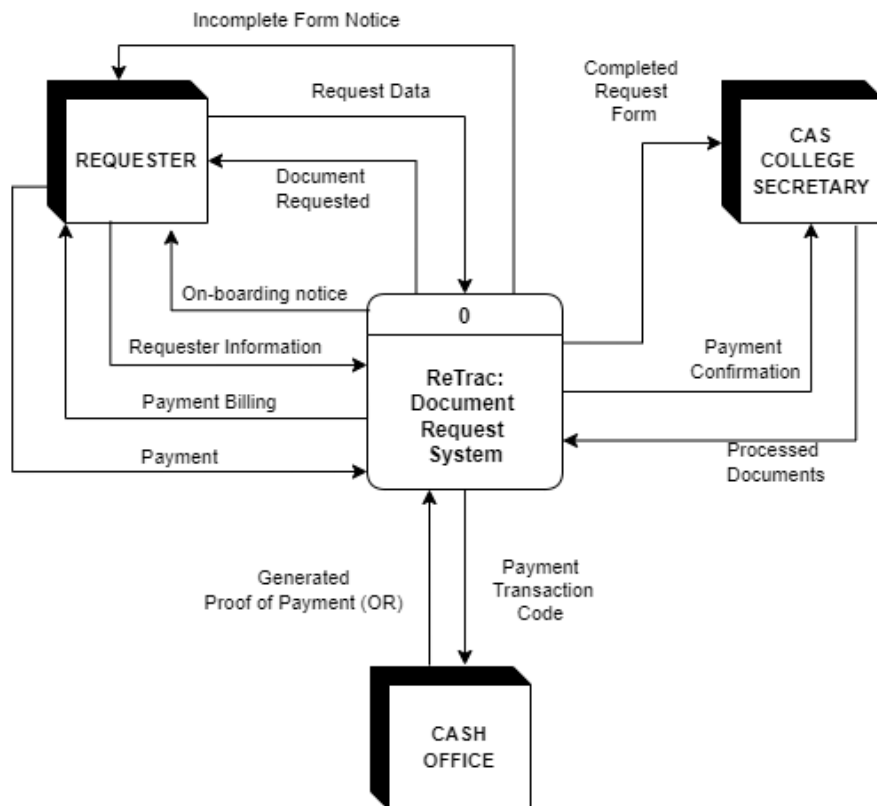 Incomplete Form Notice
Request Data
Completed
Request
Form
REQUESTER
CAS
COLLEGE
SECRETARY
Document
Requested
On-boarding notice
0
Requester Information
Payment
Confirmation
ReTrac:
Document
Request
System
Payment Billing
Payment
Processed
Documents
Generated
Proof of Payment (OR)
Payment
Transaction
Code
CASH
OFFICE